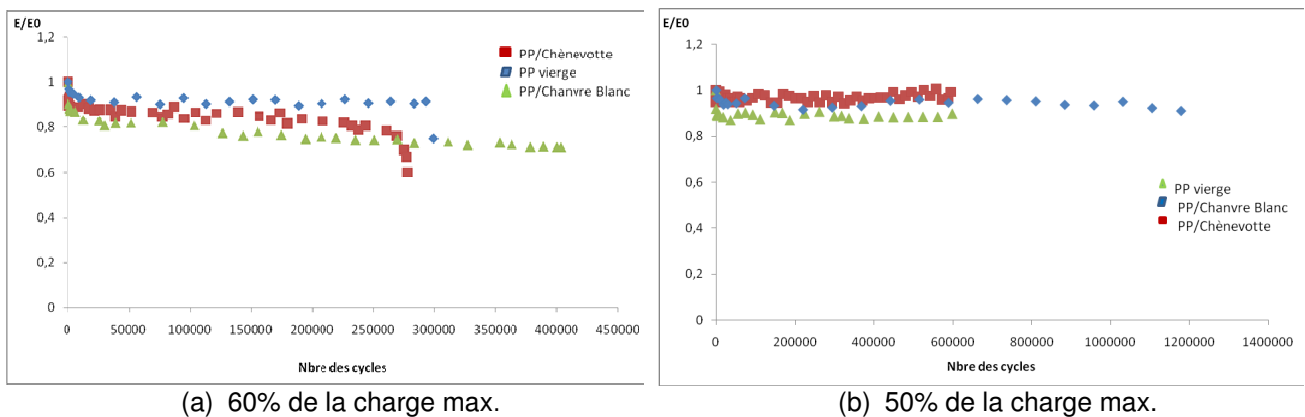 E/E0
1,2
1
0,8
0,6
0,4
0,2
0
0 50000 100000 150000 200000 250000 300000 350000 400000 450000
Nbre des cycles
PP/Chènevotte
PP vierge
PP/Chanvre Blanc
(a) 60% de la charge max.
E/E0
1,2
1
0,8
0,6
0,4
0,2
0
0 200000 400000 600000 800000 1000000 1200000 1400000
Nbre des cycles
PP vierge
PP/Chanvre Blanc
PP/Chènevotte
(b) 50% de la charge max.